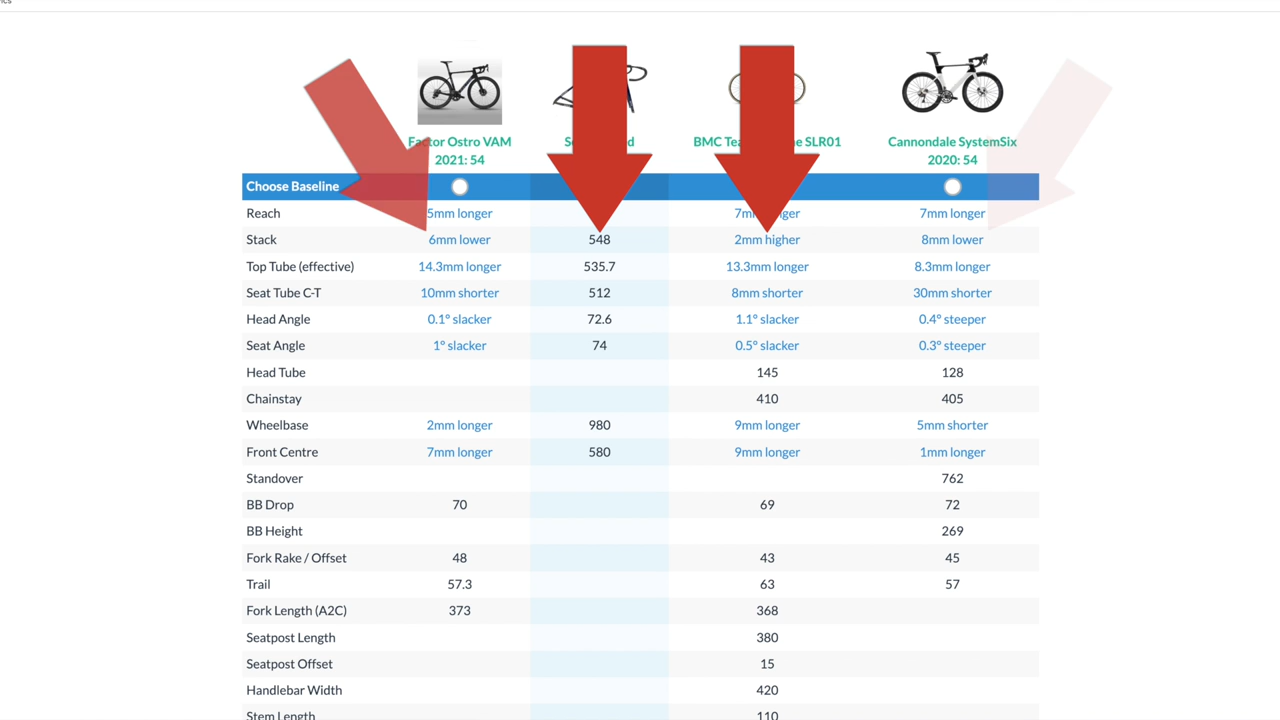 Factor Ostro VAM
2021: 54
BMC SLR01
Cannondale SystemSix
2020: 54
Choose Baseline
Reach 5mm longer 7mm longer
Stack 6mm lower 548 2mm higher 8mm lower
Top Tube (effective) 14.3mm longer 535.7 13.3mm longer 8.3mm longer
Seat Tube C-T 10mm shorter 512 8mm shorter 30mm shorter
Head Angle 0.1° slacker 72.6 1.1° slacker 0.4° steeper
Seat Angle 1° slacker 74 0.5° slacker 0.3° steeper
Head Tube 145 128
Chainstay 410 405
Wheelbase 2mm longer 980 9mm longer 5mm shorter
Front Centre 7mm longer 580 9mm longer 1mm longer
Standover 762
BB Drop 70 69 72
BB Height 269
Fork Rake / Offset 48 43 45
Trail 57.3 63 57
Fork Length (A2C) 373 368
Seatpost Length 380
Seatpost Offset 15
Handlebar Width 420
Stem Length 110